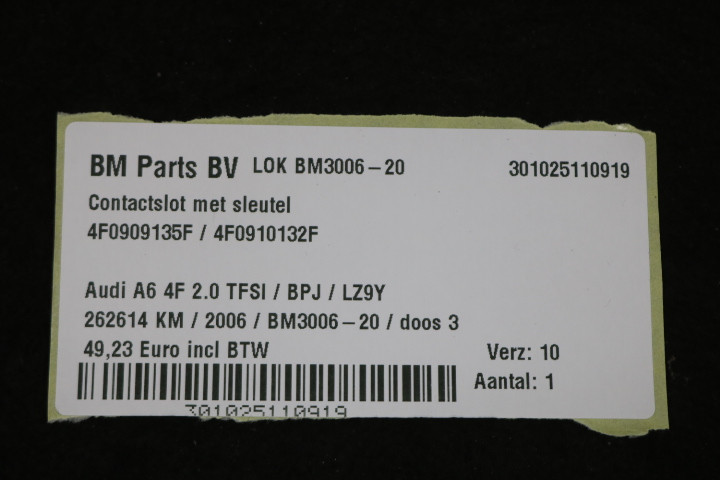 BM Parts BV LOK BM3006-20 301025110919
Contactslot met sleutel
4F0909135F / 4F0910132F
Audi A6 4F 2.0 TFSI / BPJ / LZ9Y
262614 KM / 2006 / BM3006-20 / doos 3
49,23 Euro incl BTW Verz: 10
Aantal: 1
301025110919